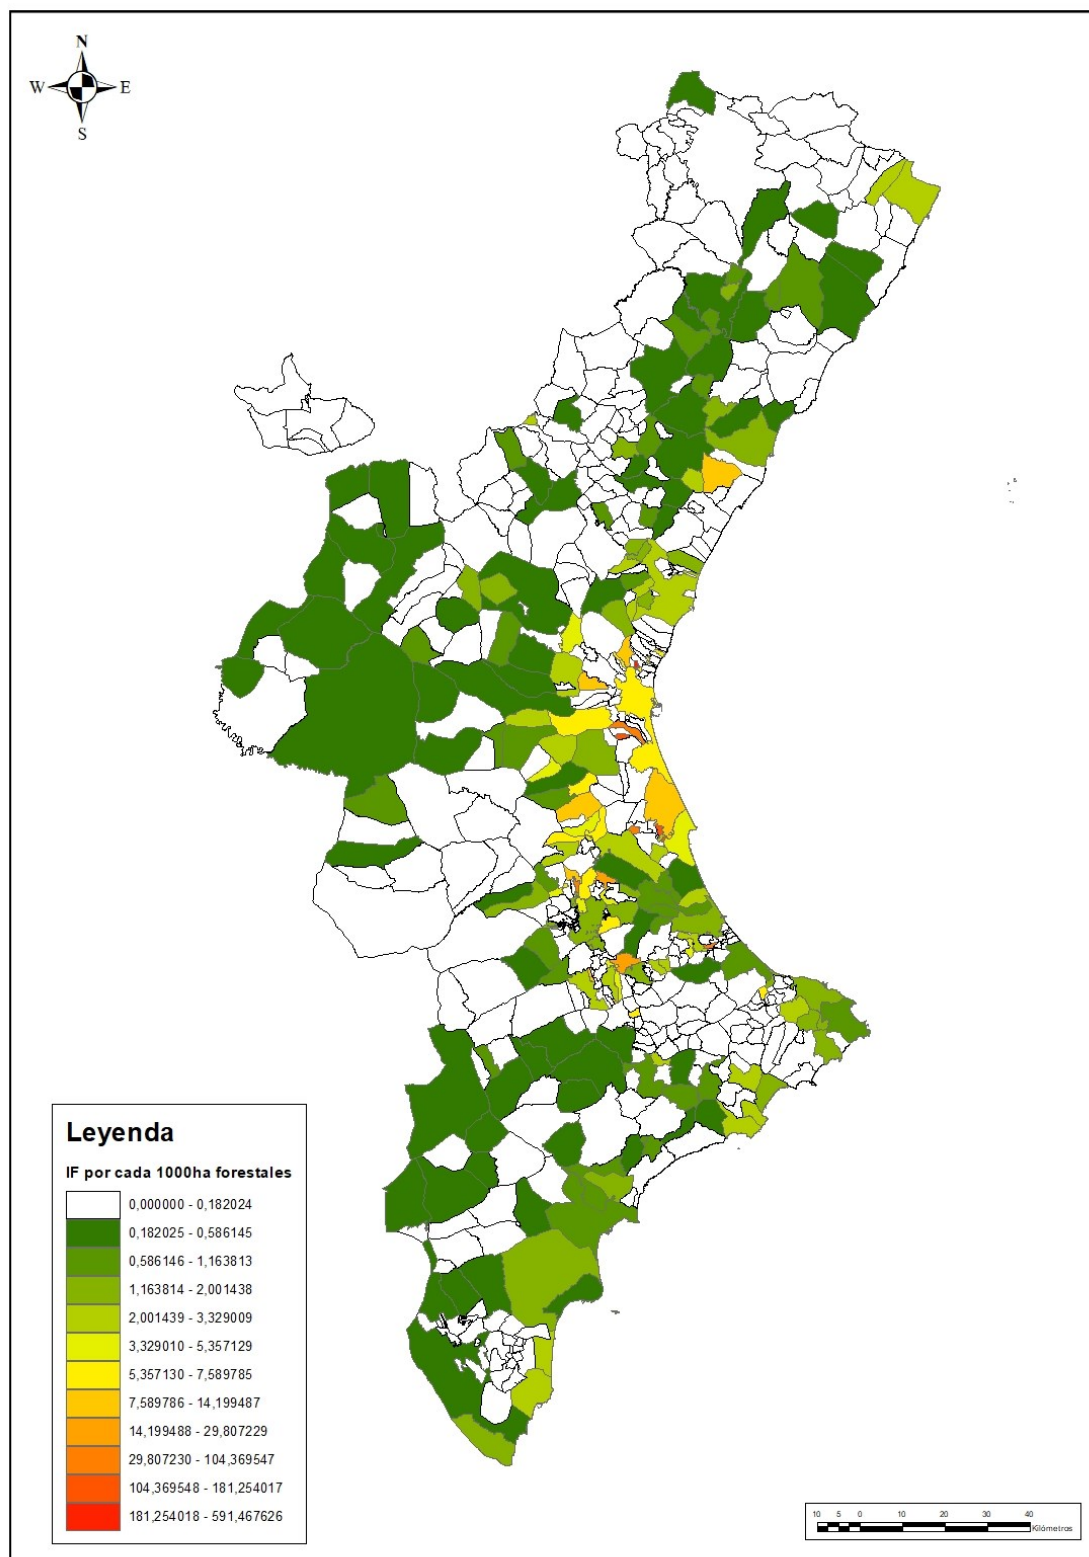 N
W E
S
Leyenda
IF por cada 1000ha forestales
0,000000 - 0,182024
0,182025 - 0,586145
0,586146 - 1,163813
1,163814 - 2,001438
2,001439 - 3,329009
3,329010 - 5,357129
5,357130 - 7,589785
7,589786 - 14,199487
14,199488 - 29,807229
29,807230 - 104,369547
104,369548 - 181,254017
181,254018 - 591,467626
10 5 0 10 20 30 40
Kilómetros